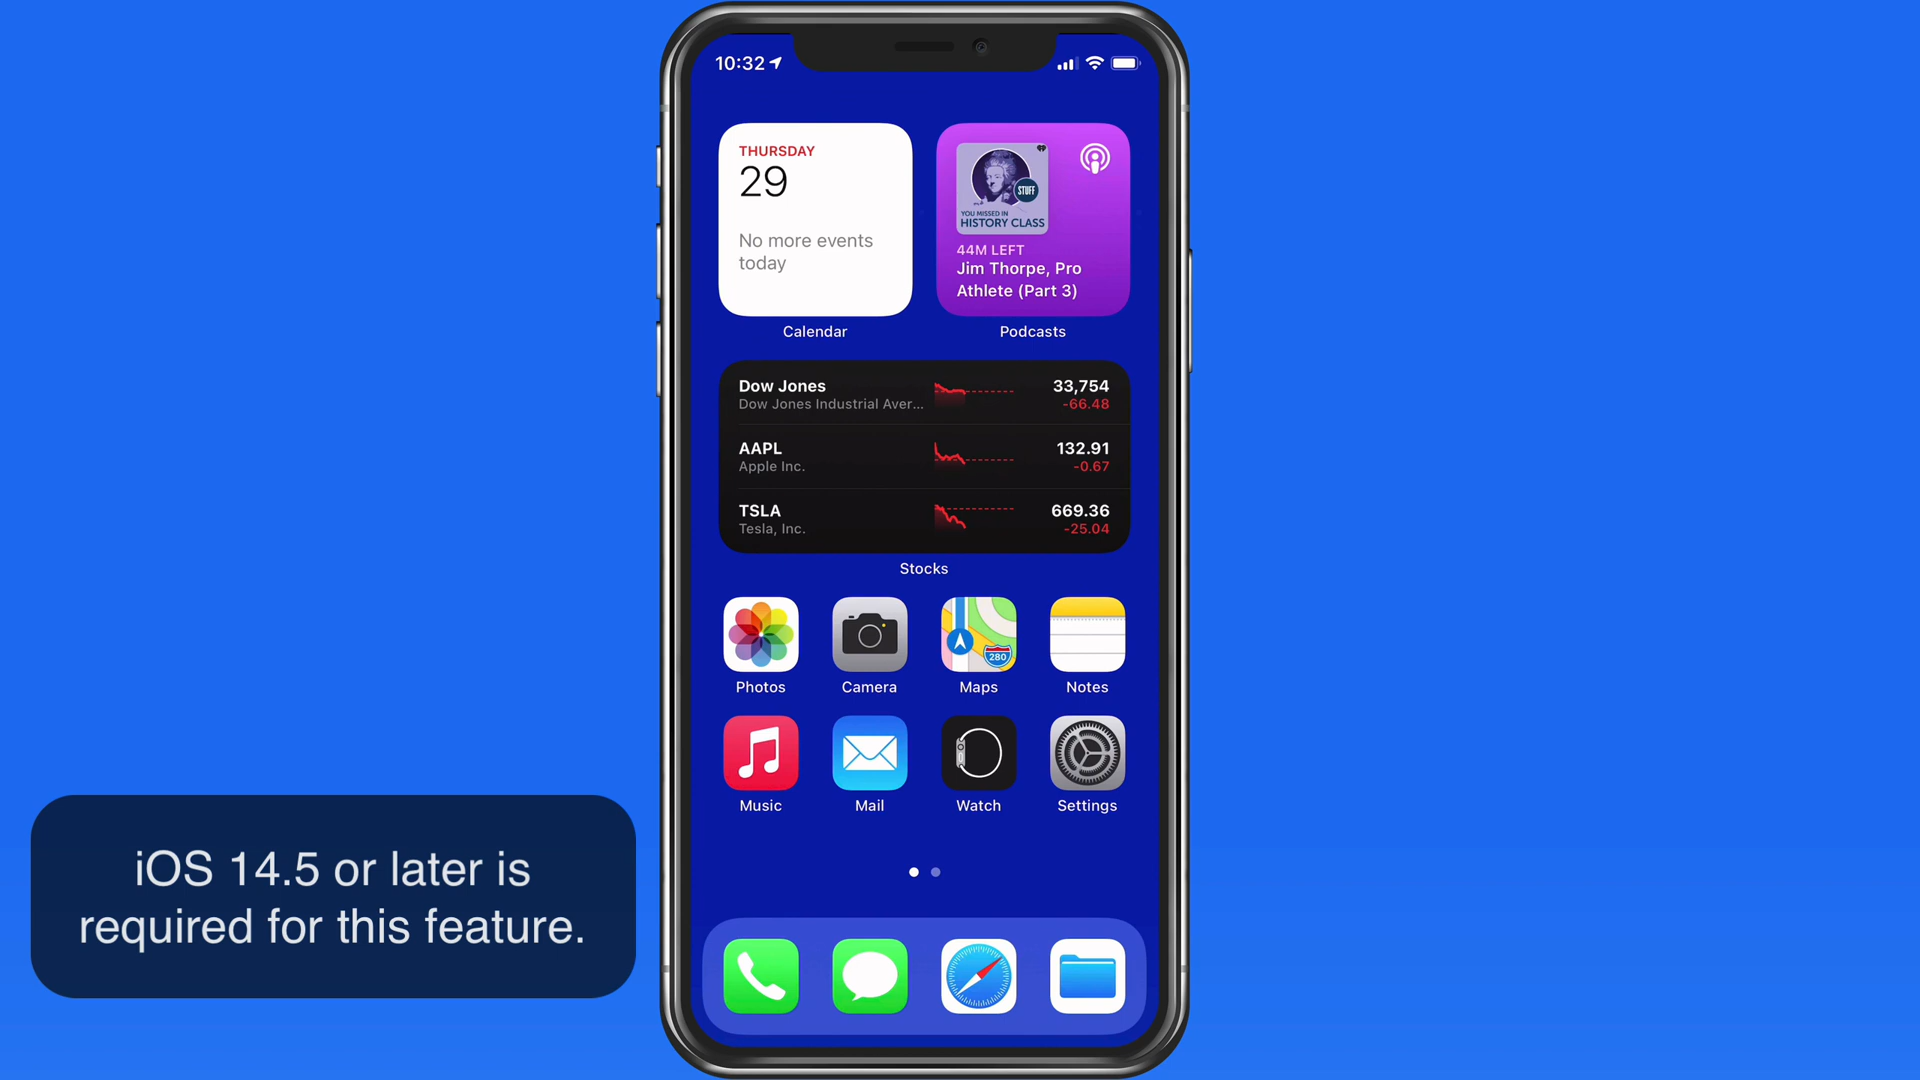 10:32
THURSDAY
29
No more events
today
Calendar
STUFF
YOU MISSED IN
HISTORY CLASS
44M LEFT
Jim Thorpe, Pro
Athlete (Part 3)
Podcasts
Dow Jones
33,754
Dow Jones Industrial Aver...
-66.48
AAPL
132.91
Apple Inc.
-0.67
TSLA
669.36
Tesla, Inc.
-25.04
Stocks
280
Photos
Camera
Maps
Notes
Music
Mail
Watch
Settings
iOS 14.5 or later is
required for this feature.